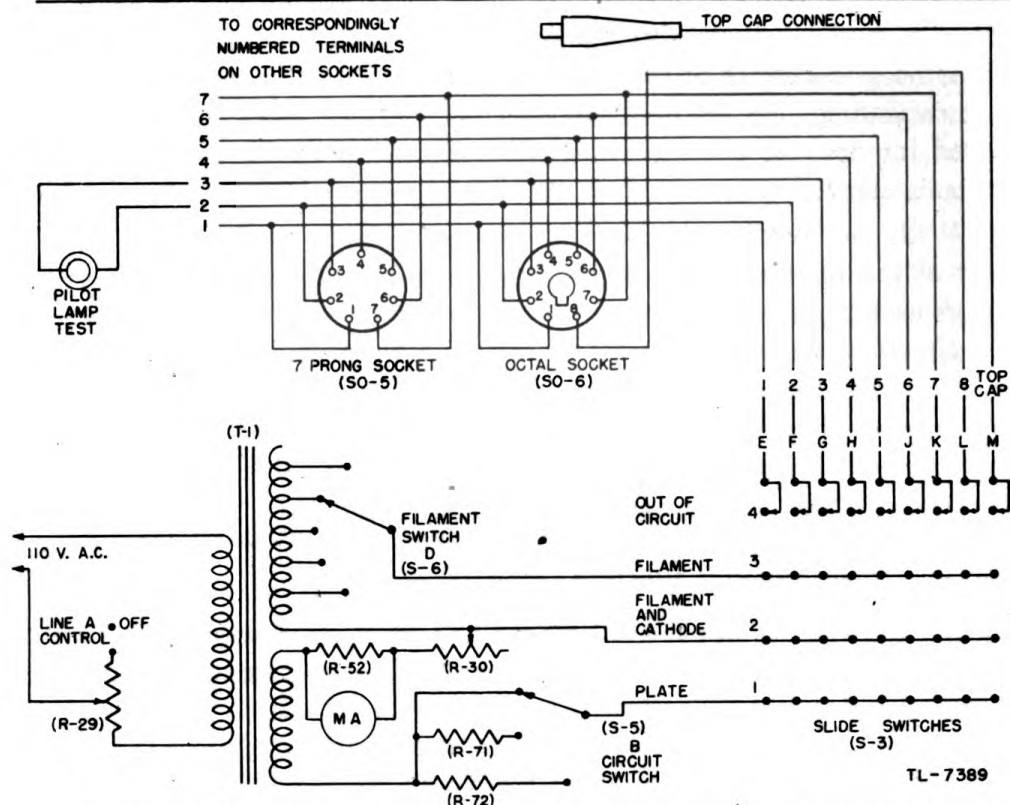 TO CORRESPONDINGLY
NUMBERED TERMINALS
ON OTHER SOCKETS
TOP CAP CONNECTION
7
6
5
4
3
2
1
PILOT
LAMP
TEST
3
4
5
2
6
1
7
7 PRONG SOCKET
(SO-5)
3
4
5
6
2
7
1
8
OCTAL SOCKET
(SO-6)
1 2 3 4 5 6 7 8 TOP CAP
E F G H I J K L M
(T-1)
110 V. A.C.
LINE A CONTROL
OFF
(R-29)
FILAMENT
SWITCH
D
(S-6)
OUT OF
CIRCUIT
4
FILAMENT 3
FILAMENT
AND
CATHODE
2
(R-52)
(R-30)
MA
PLATE 1
(S-5)
B
CIRCUIT
SWITCH
(R-71)
(R-72)
SLIDE SWITCHES
(S-3)
TL-7389